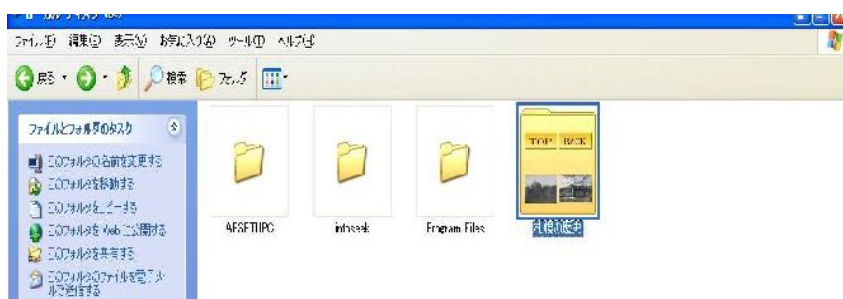 ファイル(F) 編集(E) 表示(V) お気に入り(A) ツール(T) ヘルプ(H)
戻る 検索 フォルダ
ファイルとフォルダのタスク
このフォルダの名前を変更する
このフォルダを移動する
このフォルダをコピーする
このフォルダを Web に公開する
このフォルダを共有する
このフォルダのファイルを電子メ
ールで送信する
TOP BACK
infoseek Program Files